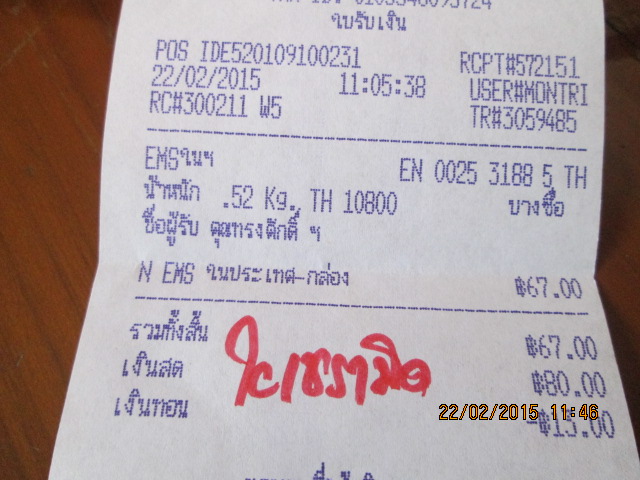 ใบรับเงิน
POS IDE520109100231 RCPT#572151
22/02/2015 11:05:38 USER#MONTRI
RC#300211 W5 TR#3059485
EMSในฯ EN 0025 3188 5 TH
น้ำหนัก .52 Kg., TH 10800 บางซื่อ
ชื่อผู้รับ คุณทรงศักดิ์ ฯ
N EMS ในประเทศ-กล่อง ฿67.00
รวมทั้งสิ้น ฿67.00
เงินสด ฿80.00
เงินทอน -฿13.00
22/02/2015 11:46